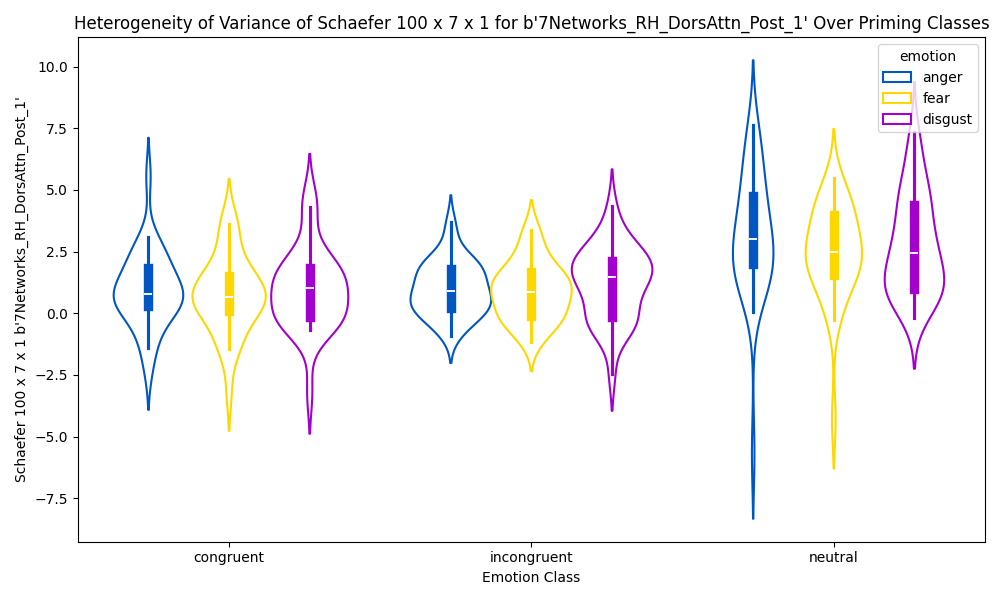 Heterogeneity of Variance of Schaefer 100 x 7 x 1 for b'7Networks_RH_DorsAttn_Post_1' Over Priming Classes
Schaefer 100 x 7 x 1 b'7Networks_RH_DorsAttn_Post_1'
10.0
7.5
5.0
2.5
0.0
−2.5
−5.0
−7.5
emotion
anger
fear
disgust
congruent
incongruent
neutral
Emotion Class